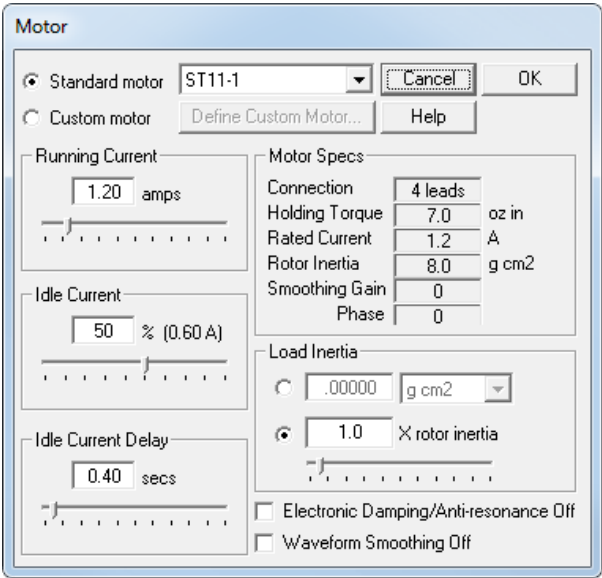 Motor
Standard motor ST11-1 Cancel OK
Custom motor Define Custom Motor... Help
Running Current
1.20 amps
Idle Current
50 % (0.60 A)
Idle Current Delay
0.40 secs
Motor Specs
Connection 4 leads
Holding Torque 7.0 oz in
Rated Current 1.2 A
Rotor Inertia 8.0 g cm2
Smoothing Gain 0
Phase 0
Load Inertia
.00000 g cm2
1.0 X rotor inertia
Electronic Damping/Anti-resonance Off
Waveform Smoothing Off